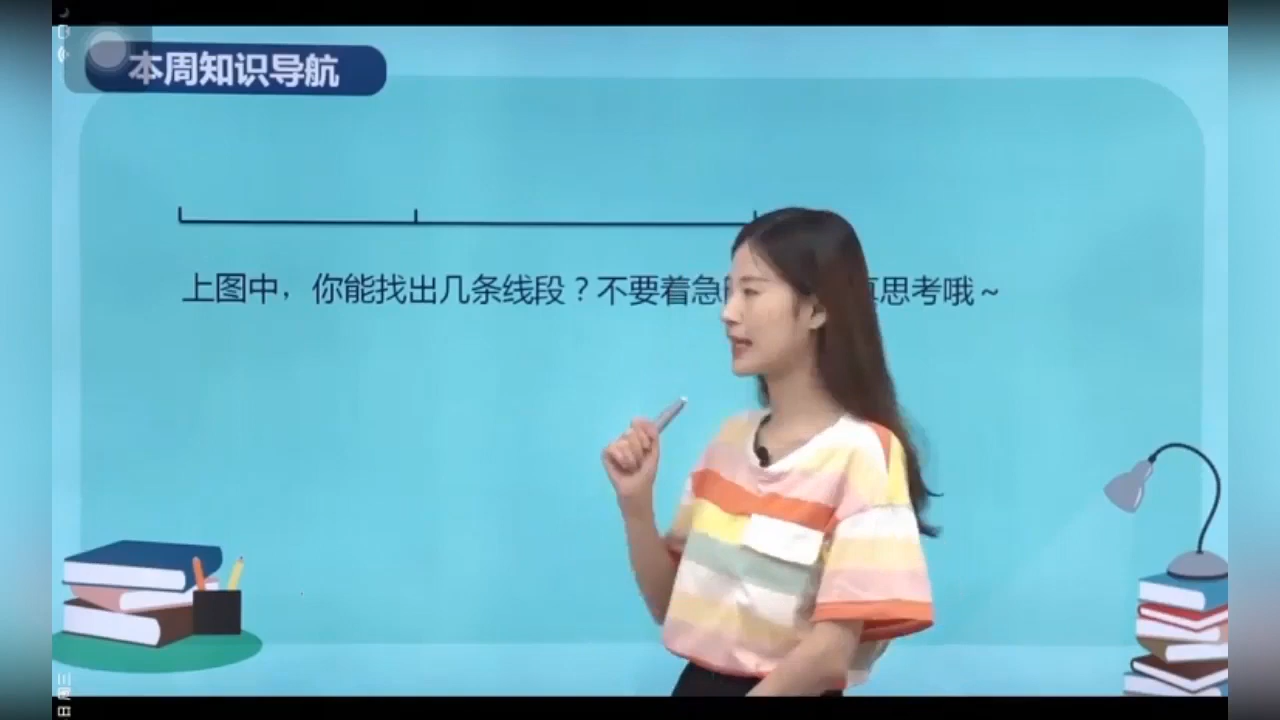 本周知识导航
上图中，你能找出几条线段？不要着急 思考哦～